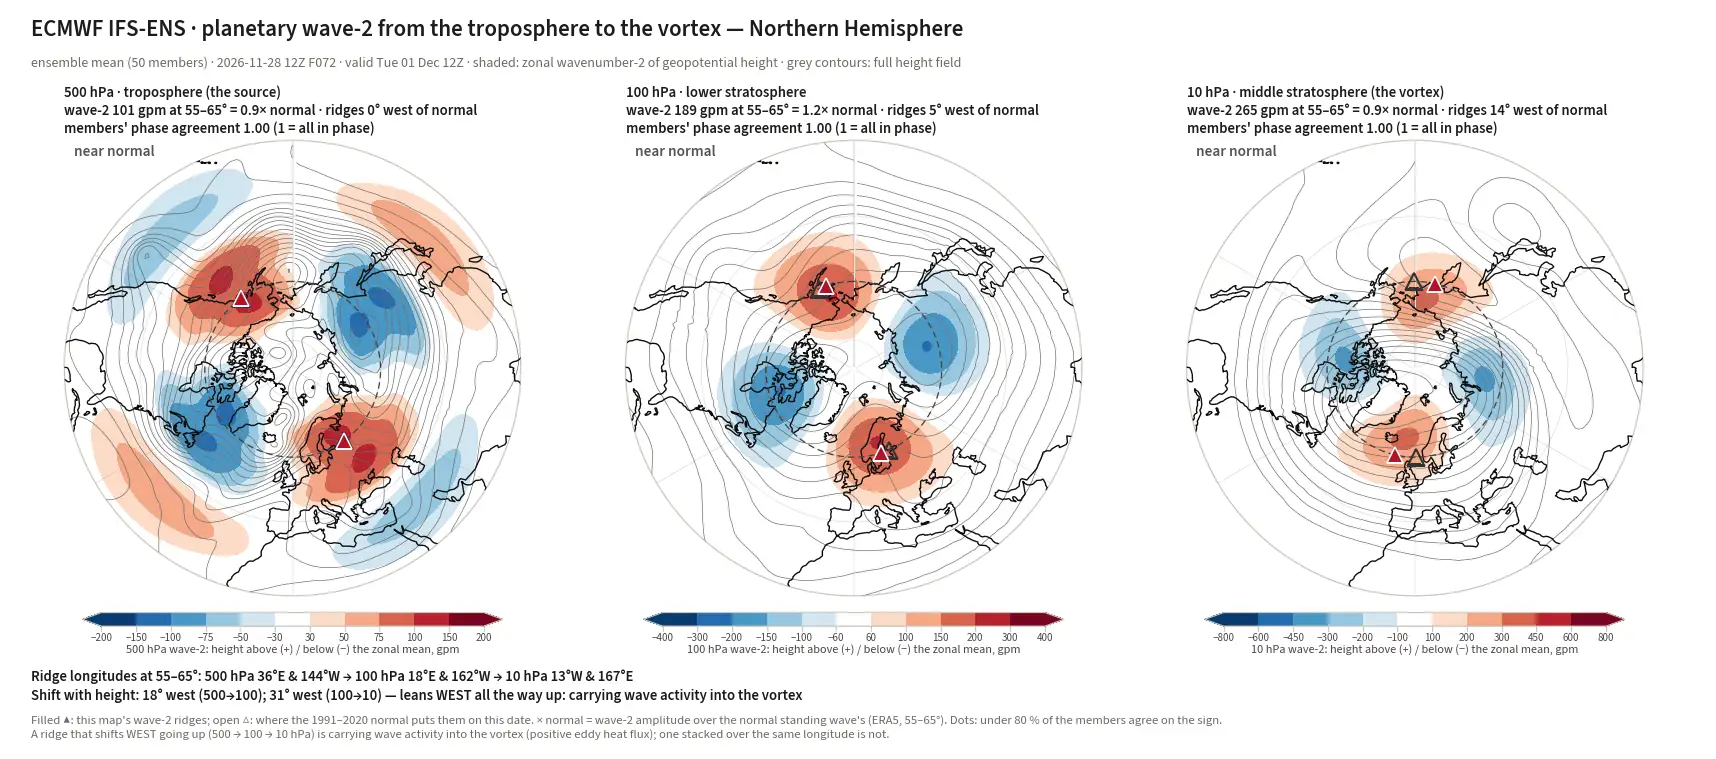 ECMWF IFS-ENS · planetary wave-2 from the troposphere to the vortex — Northern Hemisphere
ensemble mean (50 members) · 2026-11-28 12Z F072 · valid Tue 01 Dec 12Z · shaded: zonal wavenumber-2 of geopotential height · grey contours: full height field
500 hPa · troposphere (the source)
wave-2 101 gpm at 55–65° = 0.9× normal · ridges 0° west of normal
members' phase agreement 1.00 (1 = all in phase)
near normal
100 hPa · lower stratosphere
wave-2 189 gpm at 55–65° = 1.2× normal · ridges 5° west of normal
members' phase agreement 1.00 (1 = all in phase)
near normal
10 hPa · middle stratosphere (the vortex)
wave-2 265 gpm at 55–65° = 0.9× normal · ridges 14° west of normal
members' phase agreement 1.00 (1 = all in phase)
near normal
−200 −150 −100 −75 −50 −30 30 50 75 100 150 200
500 hPa wave-2: height above (+) / below (−) the zonal mean, gpm
−400 −300 −200 −150 −100 −60 60 100 150 200 300 400
100 hPa wave-2: height above (+) / below (−) the zonal mean, gpm
−800 −600 −450 −300 −200 −100 100 200 300 450 600 800
10 hPa wave-2: height above (+) / below (−) the zonal mean, gpm
Ridge longitudes at 55–65°: 500 hPa 36°E & 144°W → 100 hPa 18°E & 162°W → 10 hPa 13°W & 167°E
Shift with height: 18° west (500→100); 31° west (100→10) — leans WEST all the way up: carrying wave activity into the vortex
Filled ▲: this map's wave-2 ridges; open △: where the 1991–2020 normal puts them on this date. × normal = wave-2 amplitude over the normal standing wave's (ERA5, 55–65°). Dots: under 80 % of the members agree on the sign.
A ridge that shifts WEST going up (500 → 100 → 10 hPa) is carrying wave activity into the vortex (positive eddy heat flux); one stacked over the same longitude is not.